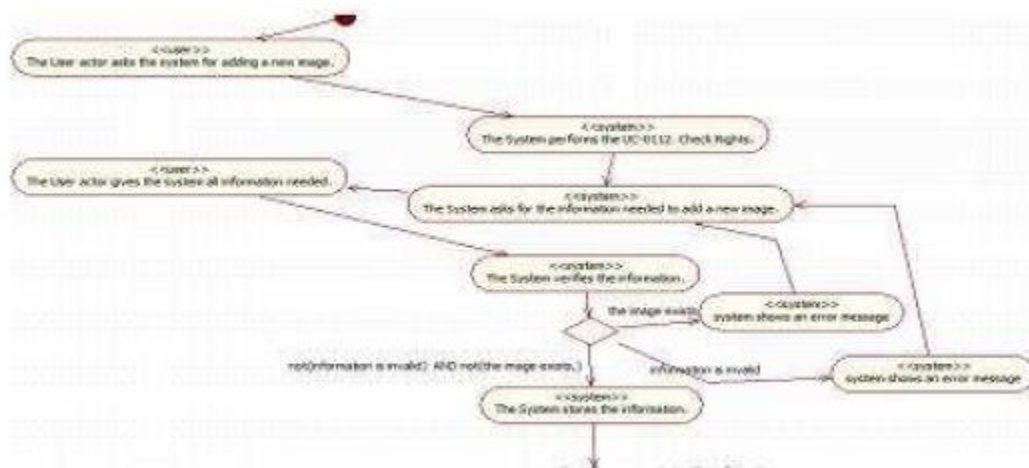 <<user>>
The User actor asks the system for adding a new image.
<<system>>
The System performs the UC-0112. Check Rights.
<<user>>
The User actor gives the system all information needed.
<<system>>
The System asks for the information needed to add a new image.
<<system>>
The System verifies the information.
the image exists
<<system>>
system shows an error message
not(information is invalid) AND not(the image exists,)
information is invalid
<<system>>
system shows an error message
<<system>>
The System stores the information.